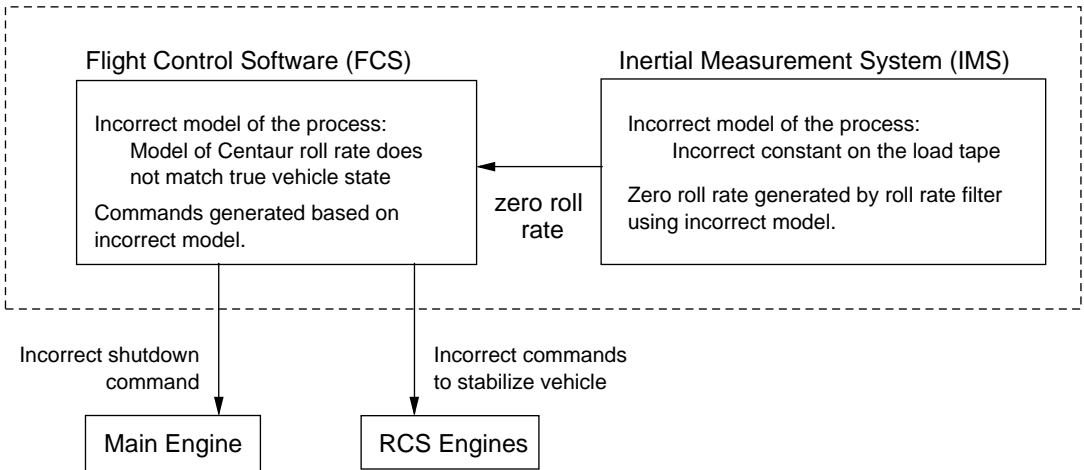 Flight Control Software (FCS)
Incorrect model of the process:
Model of Centaur roll rate does
not match true vehicle state
Commands generated based on
incorrect model.
zero roll
rate
Inertial Measurement System (IMS)
Incorrect model of the process:
Incorrect constant on the load tape
Zero roll rate generated by roll rate filter
using incorrect model.
Incorrect shutdown
command
Incorrect commands
to stabilize vehicle
Main Engine
RCS Engines